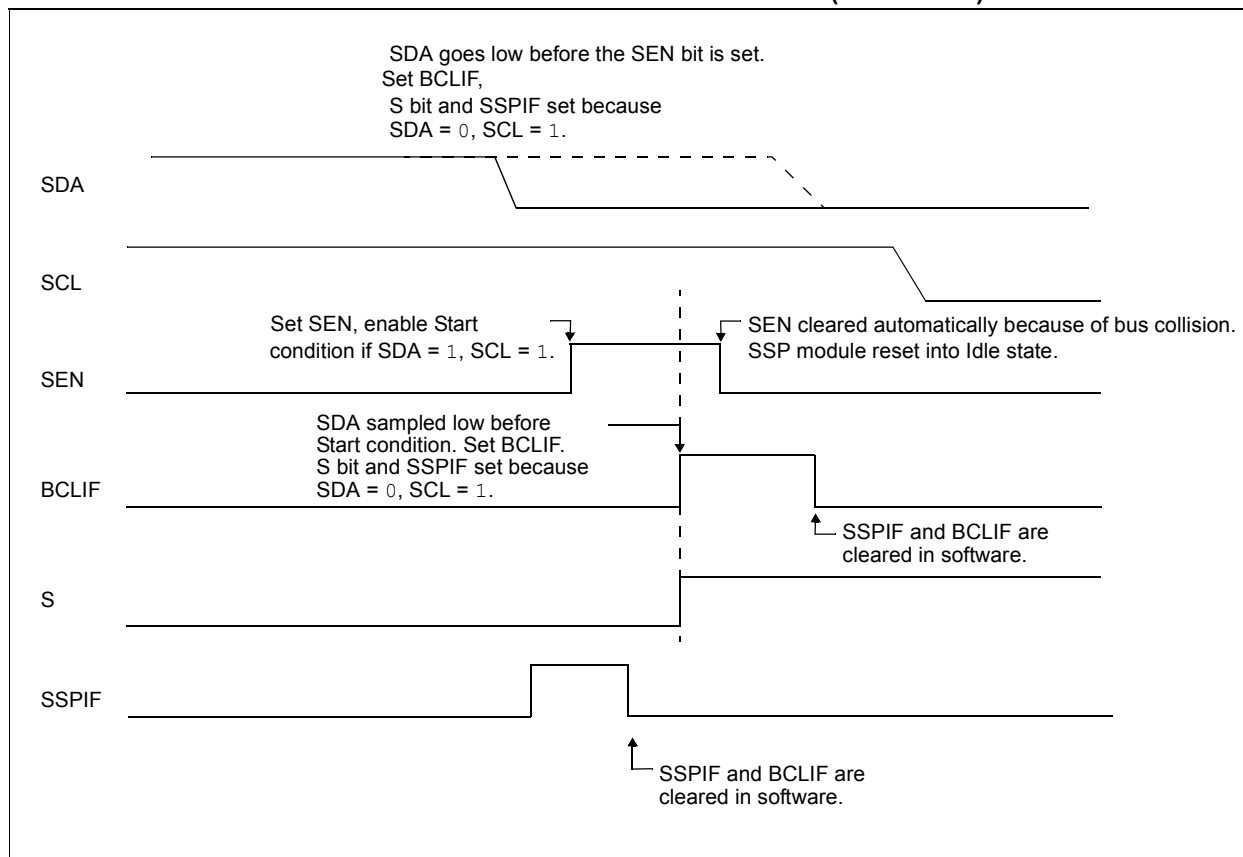 SDA goes low before the SEN bit is set.
Set BCLIF,
S bit and SSPIF set because
SDA = 0, SCL = 1.
SDA
SCL
Set SEN, enable Start
condition if SDA = 1, SCL = 1.
SEN cleared automatically because of bus collision.
SSP module reset into Idle state.
SEN
SDA sampled low before
Start condition. Set BCLIF.
S bit and SSPIF set because
SDA = 0, SCL = 1.
BCLIF
SSPIF and BCLIF are
cleared in software.
S
SSPIF
SSPIF and BCLIF are
cleared in software.